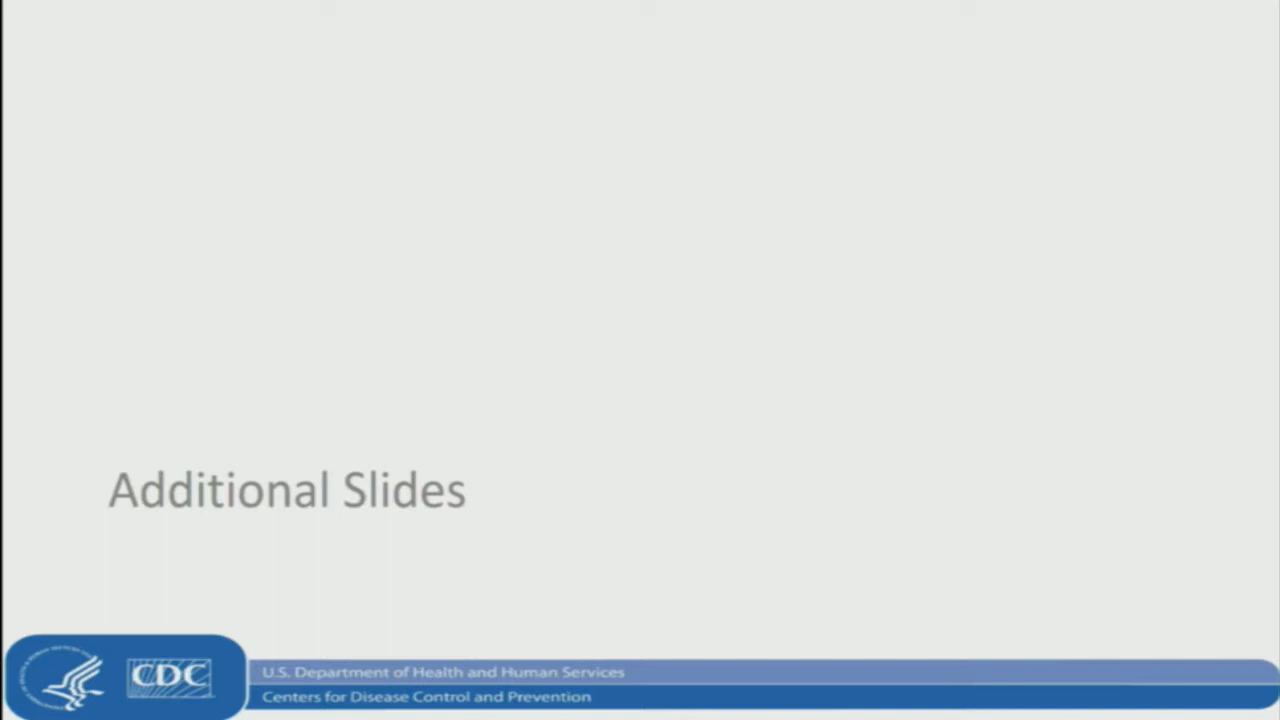 Additional Slides
CDC
U.S. Department of Health and Human Services
Centers for Disease Control and Prevention